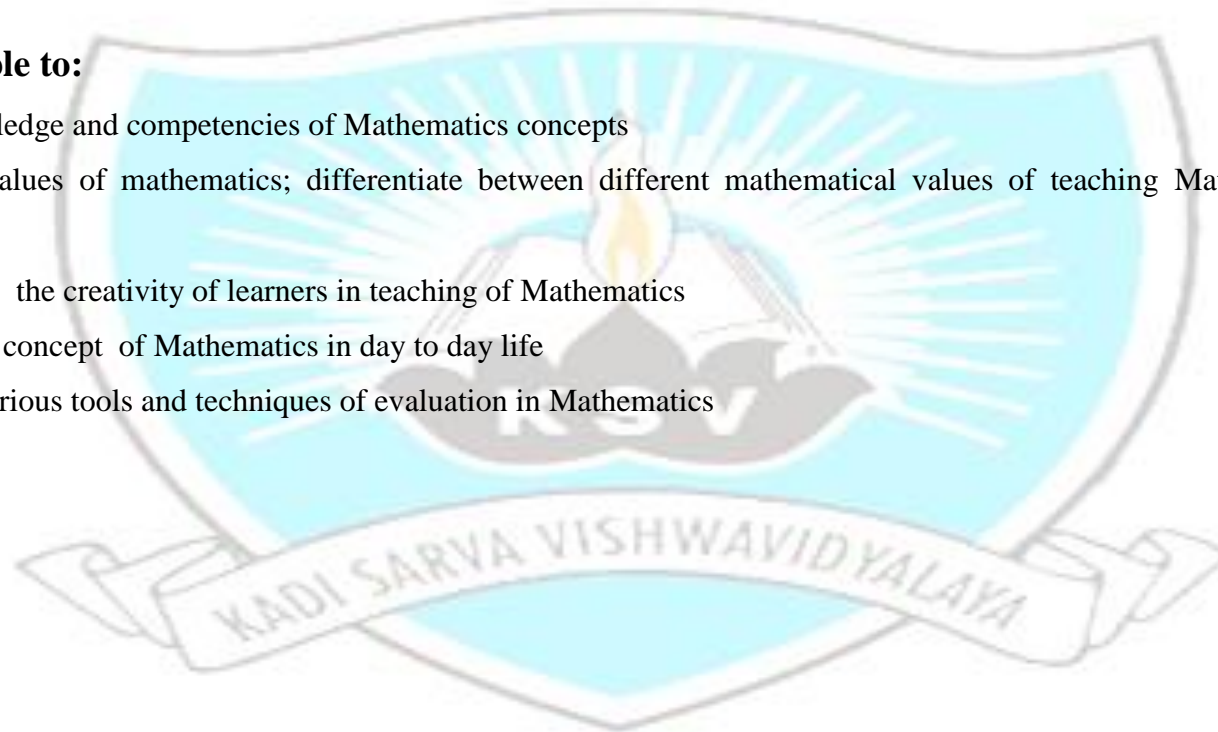 ble to:
ledge and competencies of Mathematics concepts
alues of mathematics; differentiate between different mathematical values of teaching Mat
the creativity of learners in teaching of Mathematics
concept of Mathematics in day to day life
rious tools and techniques of evaluation in Mathematics
KSV
KADI SARVA VISHWAVIDYALAYA